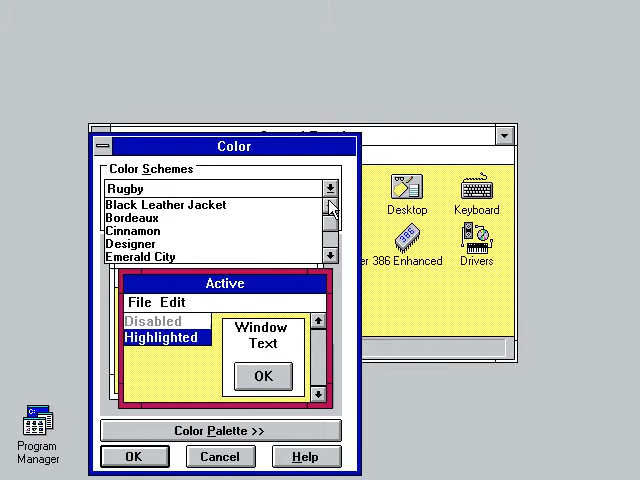 Color
Color Schemes
Rugby
Black Leather Jacket
Bordeaux
Cinnamon
Designer
Emerald City
Active
File Edit
Disabled
Highlighted
Window
Text
OK
Color Palette >>
OK Cancel Help
Desktop Keyboard
386 Enhanced Drivers
C:
386
Program
Manager